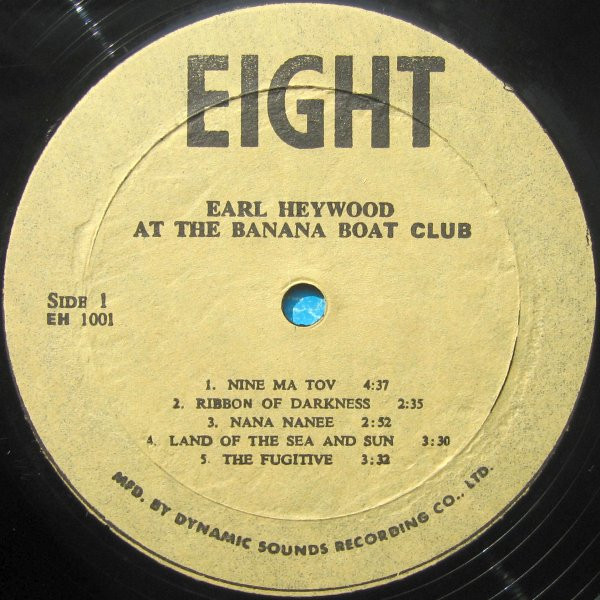 EIGHT
EARL HEYWOOD
AT THE BANANA BOAT CLUB
SIDE 1
EH 1001
1. NINE MA TOV 4:37
2. RIBBON OF DARKNESS 2:35
3. NANA NANEE 2:52
4. LAND OF THE SEA AND SUN 3:30
5. THE FUGITIVE 3:32
MFD. BY DYNAMIC SOUNDS RECORDING CO., LTD.